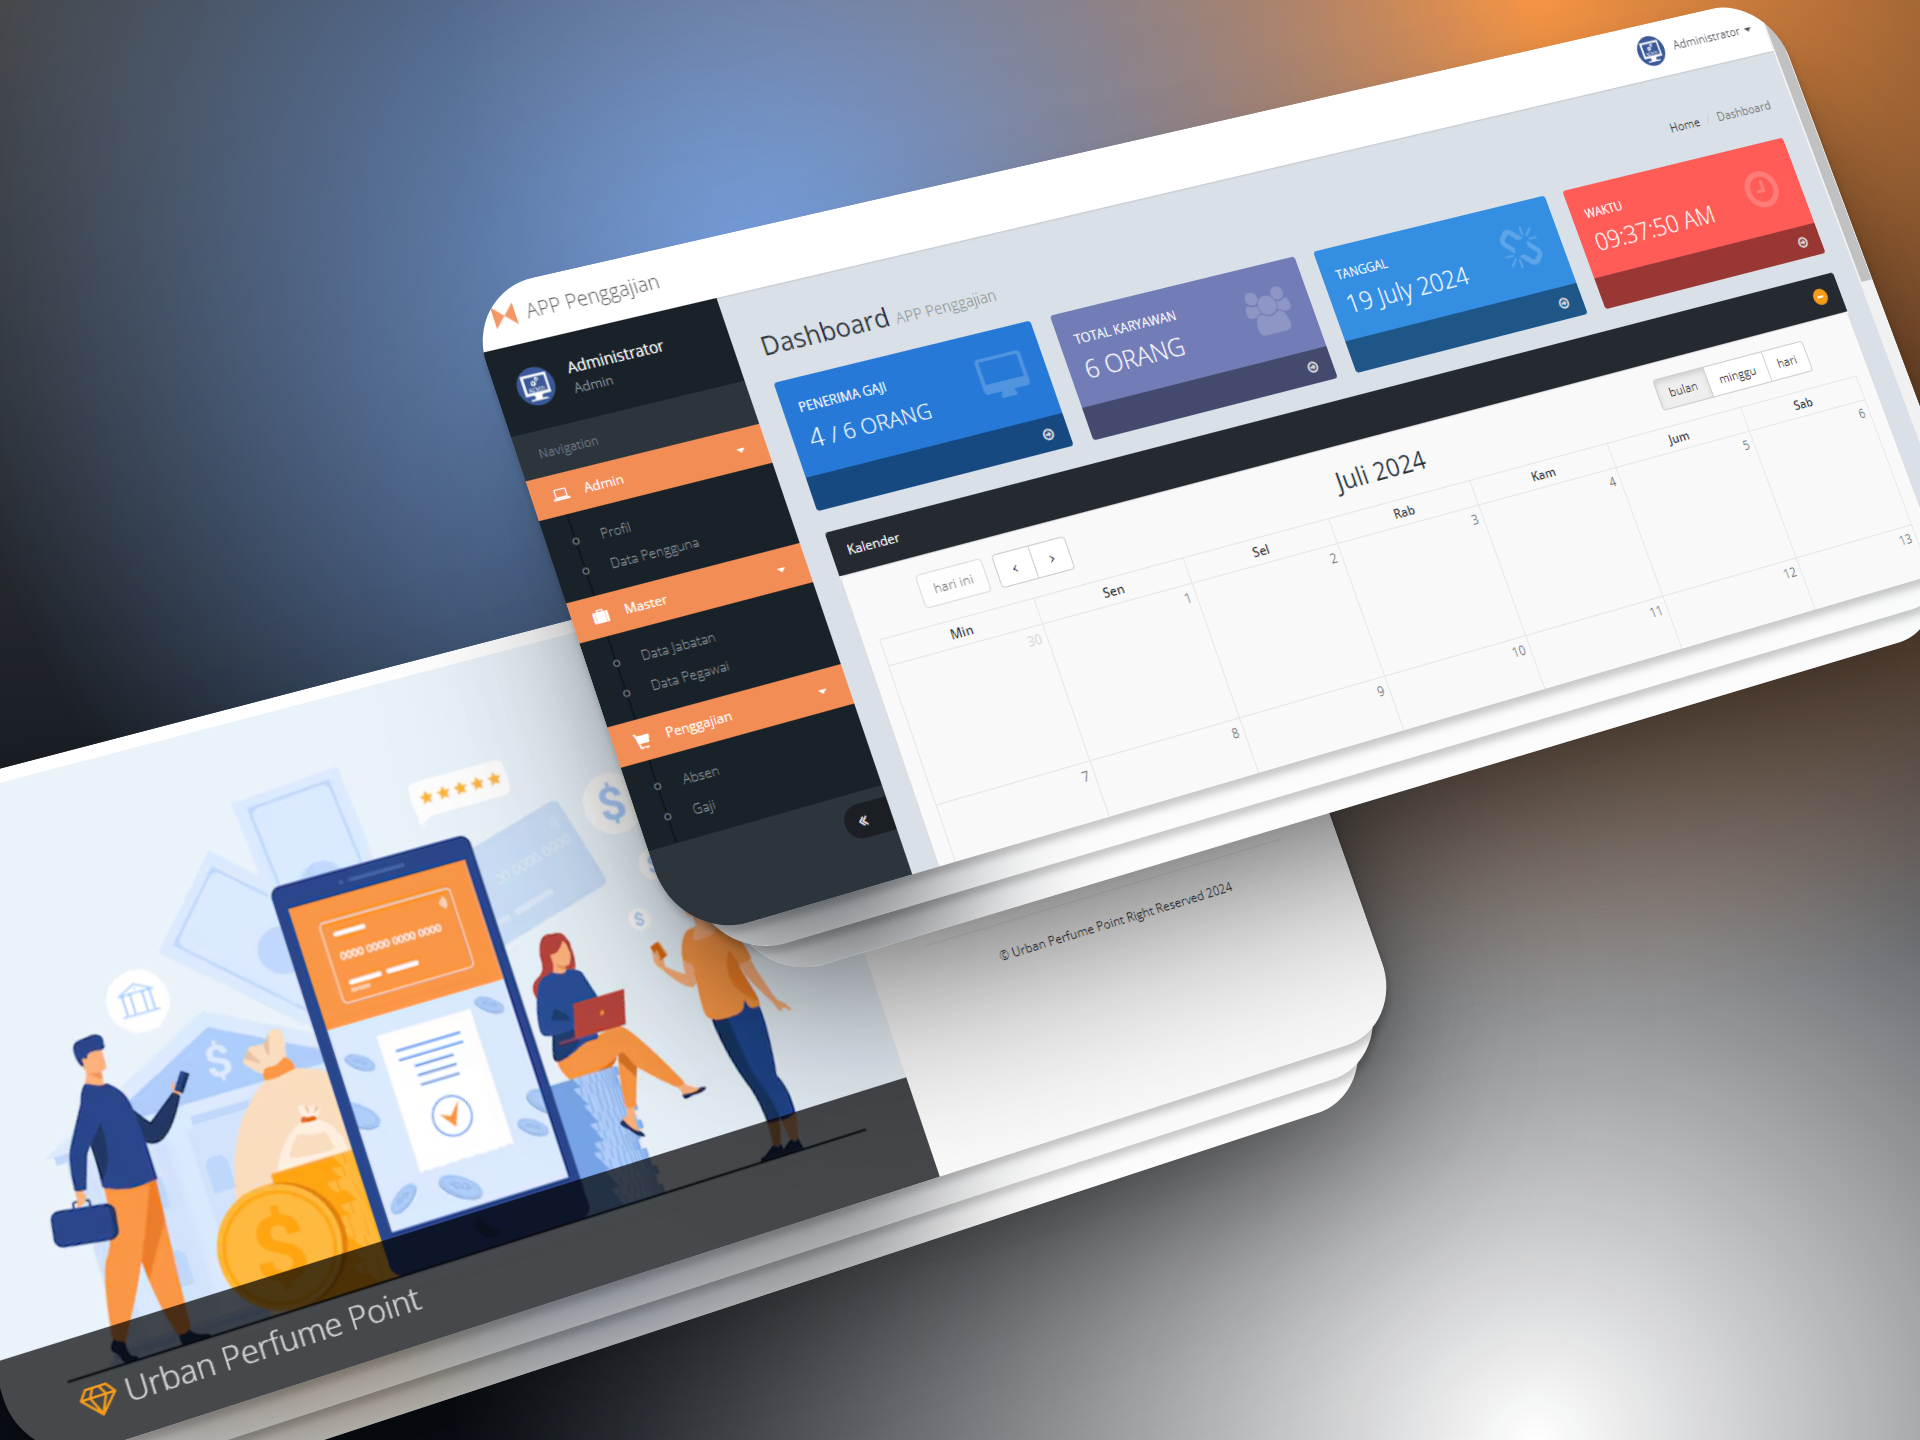 Administrator
APP Penggajian
Home / Dashboard
Administrator
Admin
Dashboard APP Penggajian
PENERIMA GAJI
4 / 6 ORANG
TOTAL KARYAWAN
6 ORANG
TANGGAL
19 July 2024
WAKTU
09:37:50 AM
Navigation
Admin
Profil
Data Pengguna
Master
Data Jabatan
Data Pegawai
Penggajian
Absen
Gaji
Kalender
hari ini
‹ ›
Juli 2024
bulan minggu hari
Min Sen Sel Rab Kam Jum Sab
30 1 2 3 4 5 6
7 8 9 10 11 12 13
0000 0000 0000 0000
© Urban Perfume Point Right Reserved 2024
Urban Perfume Point